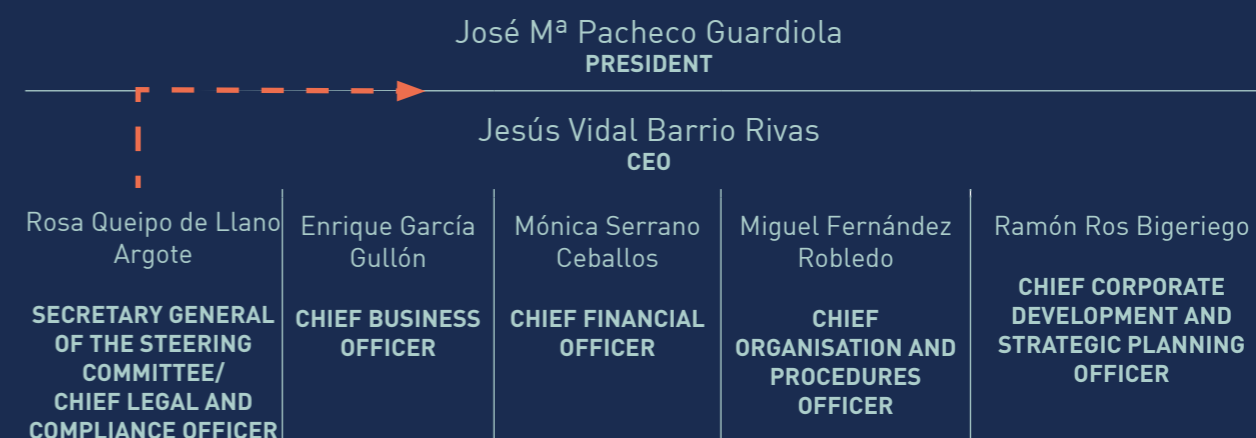 José Mª Pacheco Guardiola
PRESIDENT
Jesús Vidal Barrio Rivas
CEO
Rosa Queipo de Llano
Argote
SECRETARY GENERAL
OF THE STEERING
COMMITTEE/
CHIEF LEGAL AND
COMPLIANCE OFFICER
Enrique García
Gullón
CHIEF BUSINESS
OFFICER
Mónica Serrano
Ceballos
CHIEF FINANCIAL
OFFICER
Miguel Fernández
Robledo
CHIEF
ORGANISATION AND
PROCEDURES
OFFICER
Ramón Ros Bigeriego
CHIEF CORPORATE
DEVELOPMENT AND
STRATEGIC PLANNING
OFFICER